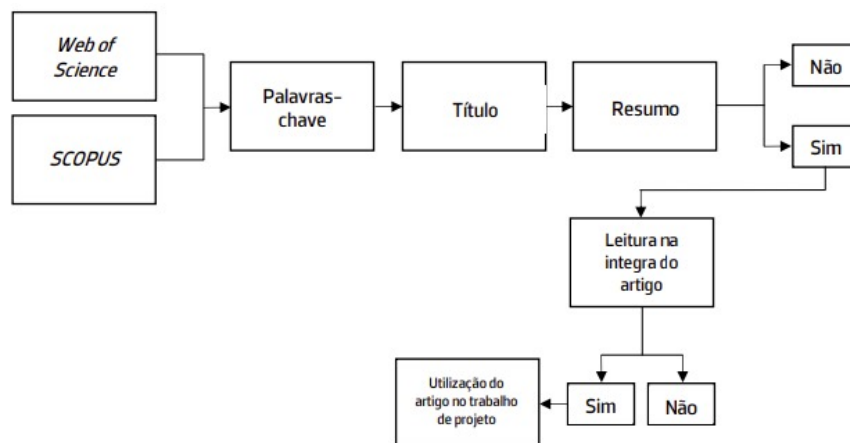 Web of
Science
SCOPUS
Palavras-
chave
Título
Resumo
Não
Sim
Leitura na
integra do
artigo
Sim
Não
Utilização do
artigo no trabalho
de projeto